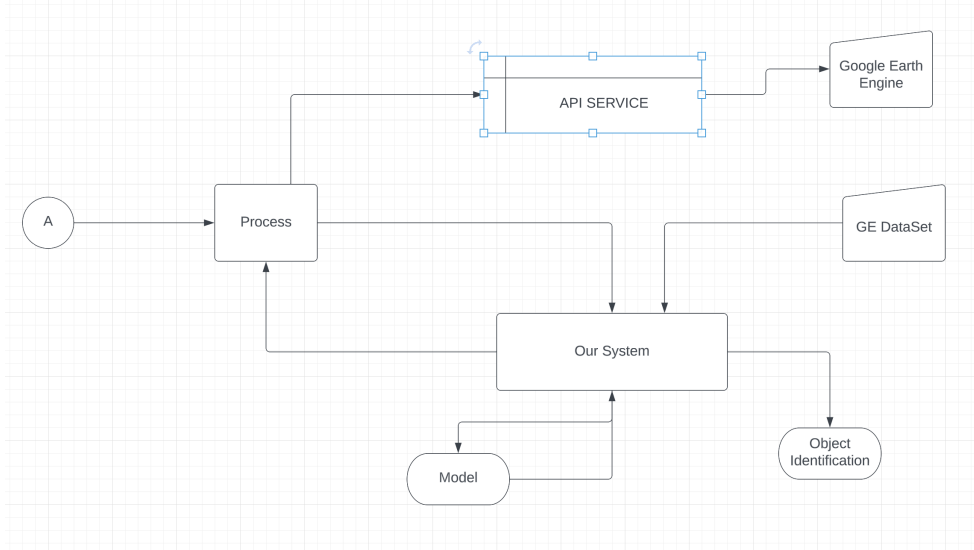 Google Earth
Engine
API SERVICE
A
Process
GE DataSet
Our System
Object
Identification
Model